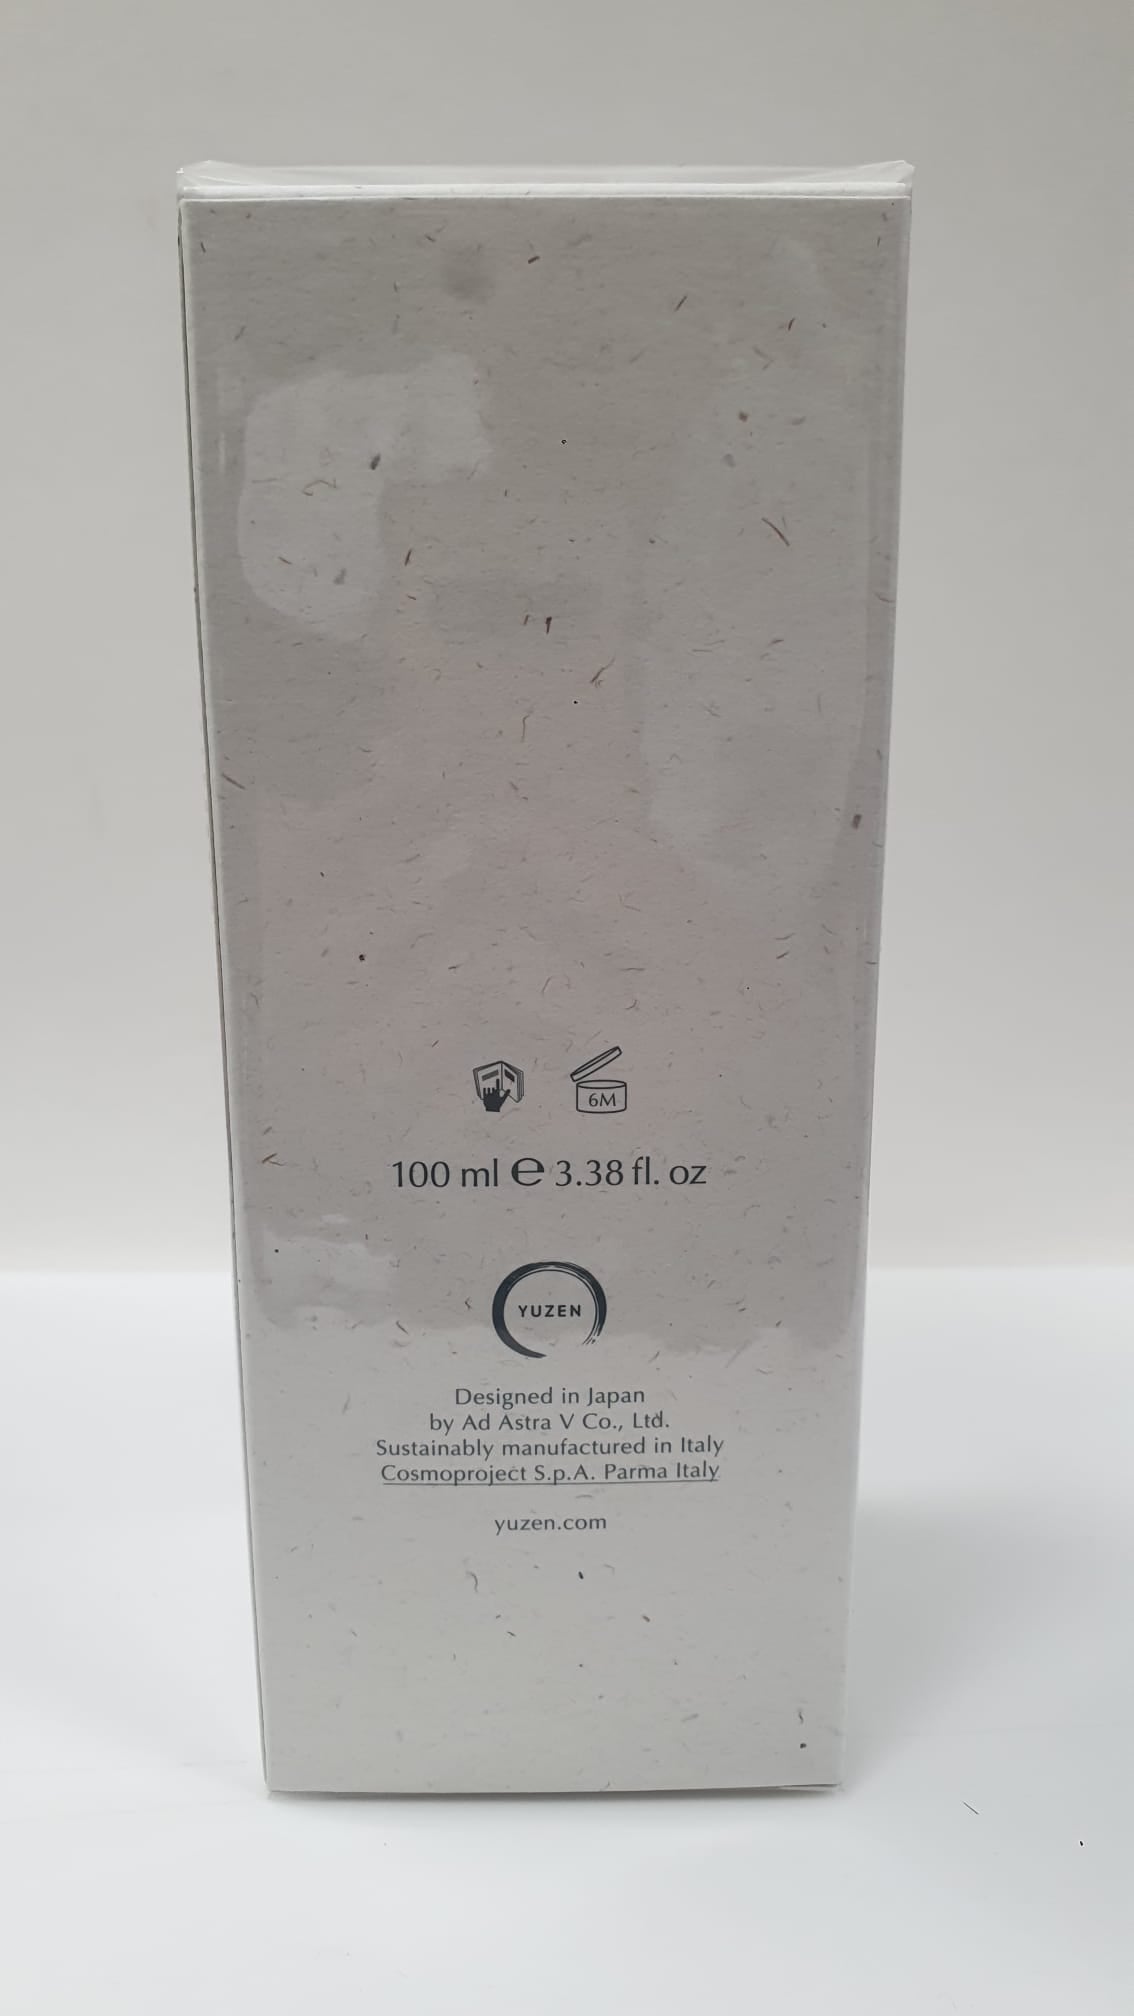 6M
100 ml ℮ 3.38 fl. oz
YUZEN
Designed in Japan
by Ad Astra V Co., Ltd.
Sustainably manufactured in Italy
Cosmoproject S.p.A. Parma Italy
yuzen.com